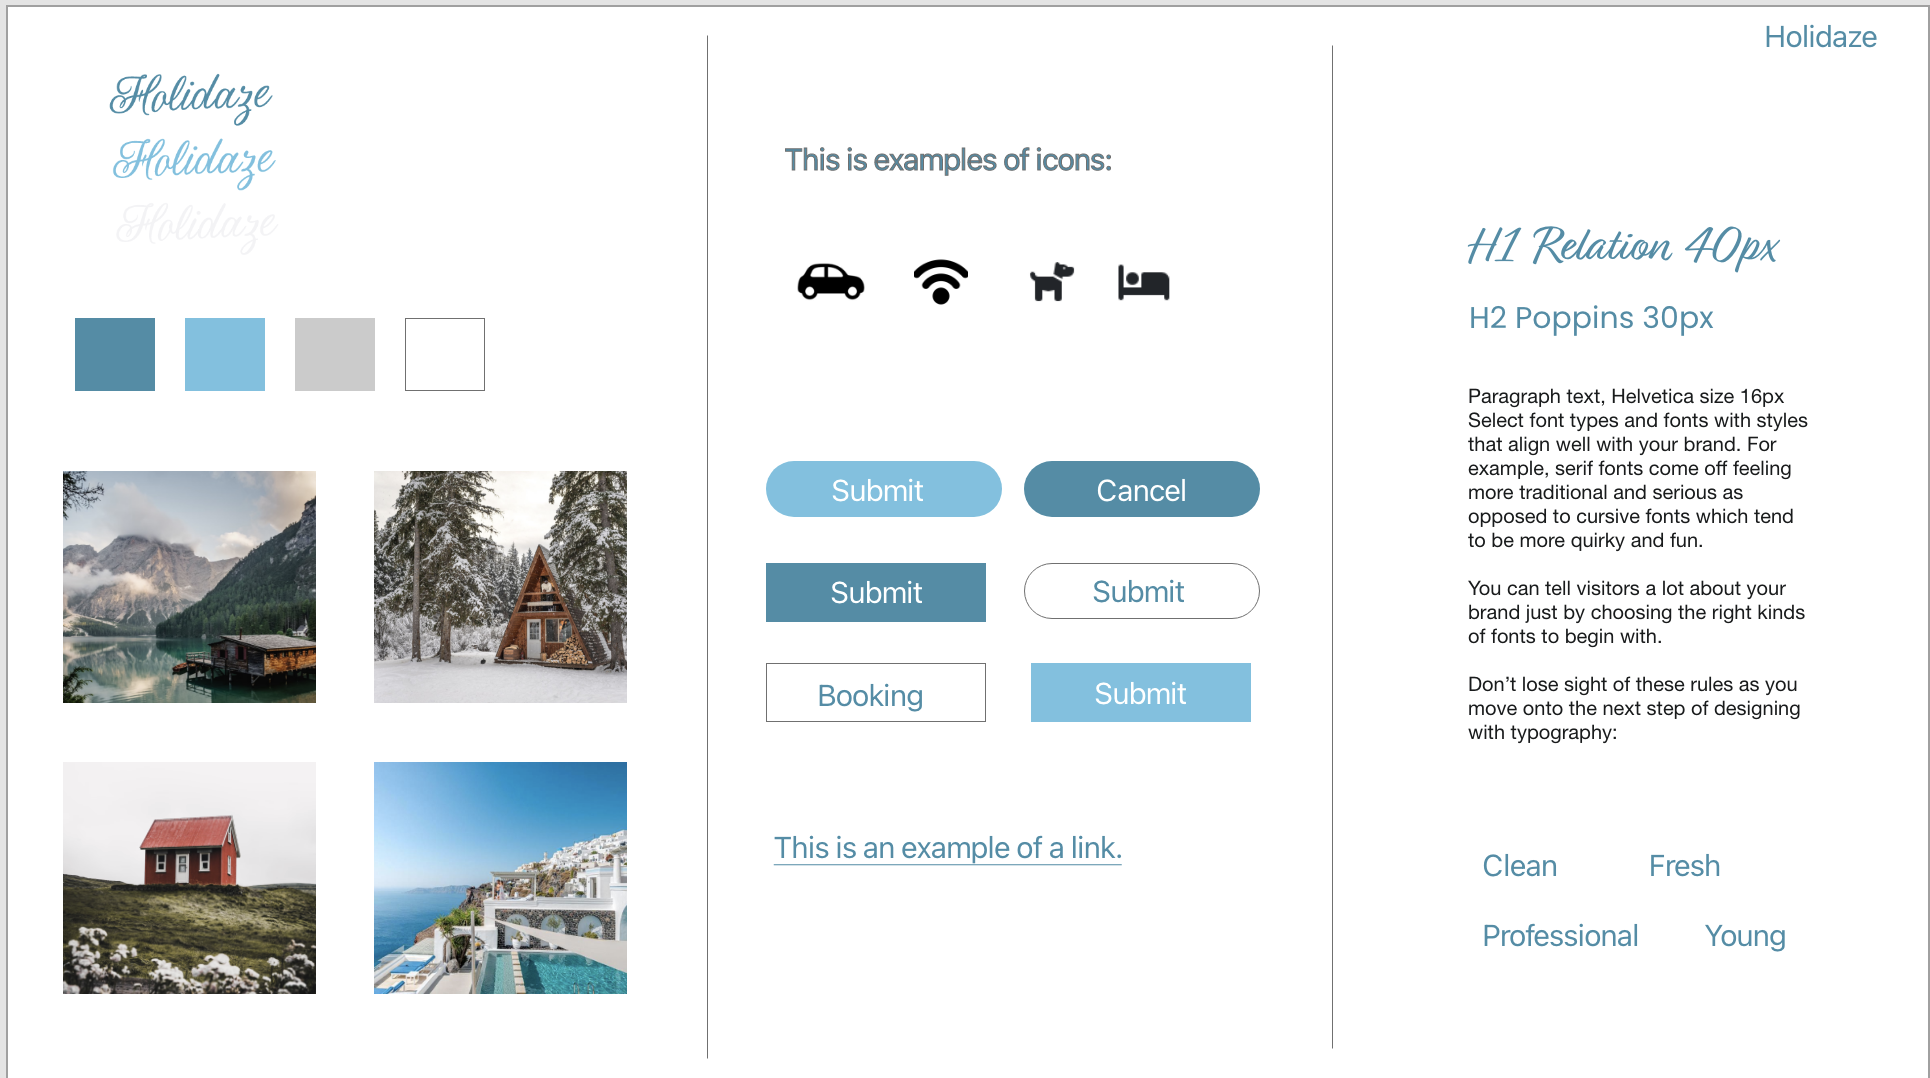 Holidaze
Holidaze
Holidaze
Holidaze
This is examples of icons:
Submit
Cancel
Submit
Submit
Booking
Submit
This is an example of a link.
H1 Relation 40px
H2 Poppins 30px
Paragraph text, Helvetica size 16px
Select font types and fonts with styles
that align well with your brand. For
example, serif fonts come off feeling
more traditional and serious as
opposed to cursive fonts which tend
to be more quirky and fun.
You can tell visitors a lot about your
brand just by choosing the right kinds
of fonts to begin with.
Don’t lose sight of these rules as you
move onto the next step of designing
with typography:
Clean
Fresh
Professional
Young